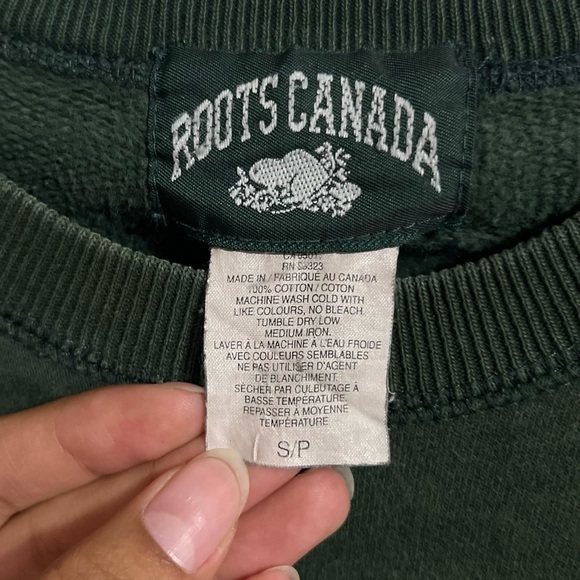 ROOTS CANADA
RN
MADE IN / FABRIQUÉ AU CANADA
100% COTTON / COTON
MACHINE WASH COLD WITH
LIKE COLOURS, NO BLEACH.
TUMBLE DRY LOW
MEDIUM IRON.
LAVER À LA MACHINE À L'EAU FROIDE
AVEC COULEURS SEMBLABLES
NE PAS UTILISER D'AGENT
DE BLANCHIMENT.
SÉCHER PAR CULBUTAGE À
BASSE TEMPÉRATURE.
REPASSER À MOYENNE
TEMPÉRATURE
S/P